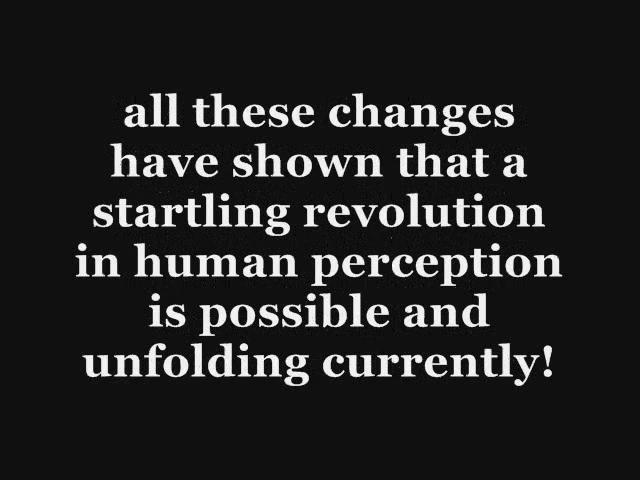 all these changes
have shown that a
startling revolution
in human perception
is possible and
unfolding currently!